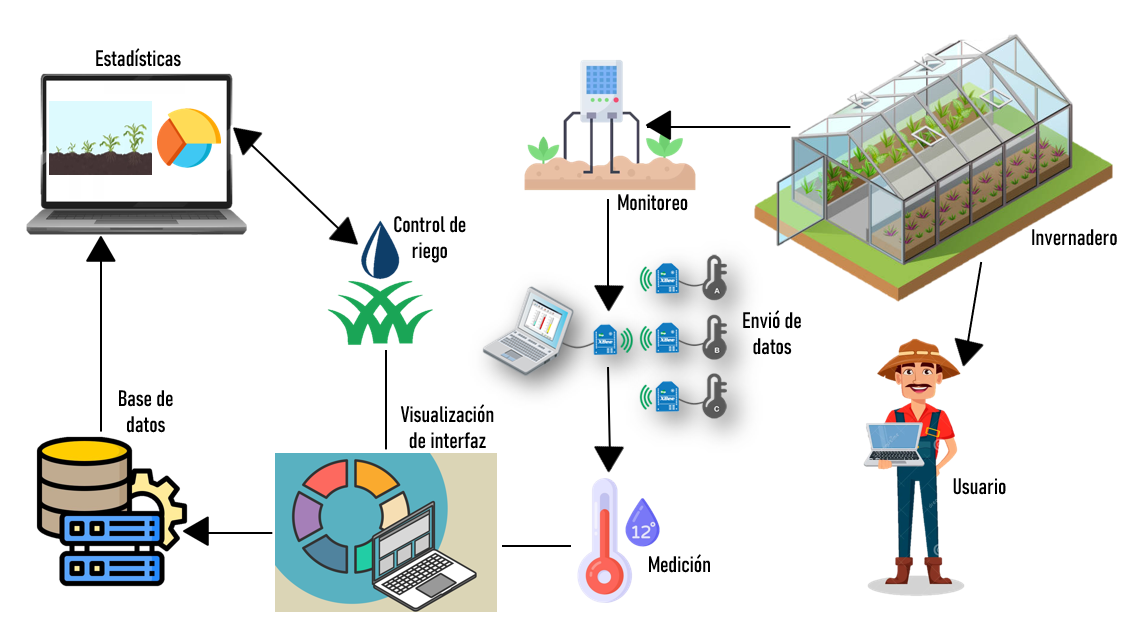 Estadísticas
Control de
riego
Monitoreo
Invernadero
A
B
C
Envió de
datos
Base de
datos
Visualización
de interfaz
12°
Medición
Usuario